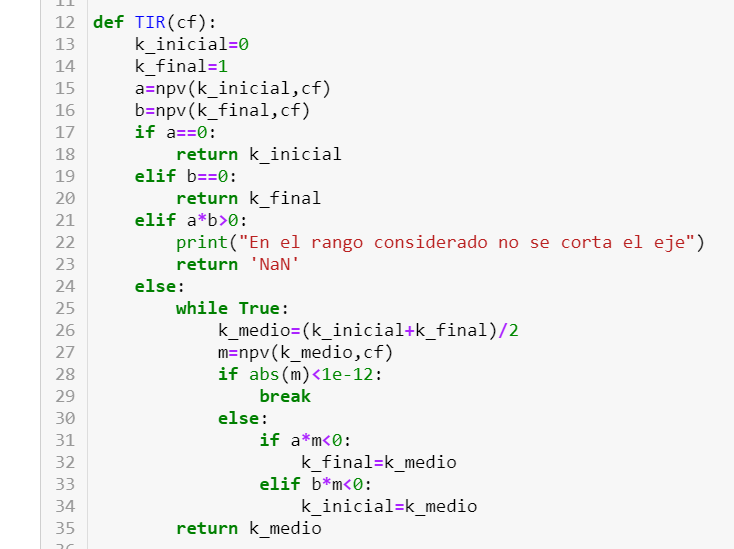 12 def TIR(cf):
13     k_inicial=0
14     k_final=1
15     a=npv(k_inicial,cf)
16     b=npv(k_final,cf)
17     if a==0:
18         return k_inicial
19     elif b==0:
20         return k_final
21     elif a*b>0:
22         print("En el rango considerado no se corta el eje")
23         return 'NaN'
24     else:
25         while True:
26             k_medio=(k_inicial+k_final)/2
27             m=npv(k_medio,cf)
28             if abs(m)<1e-12:
29                 break
30             else:
31                 if a*m<0:
32                     k_final=k_medio
33                 elif b*m<0:
34                     k_inicial=k_medio
35         return k_medio